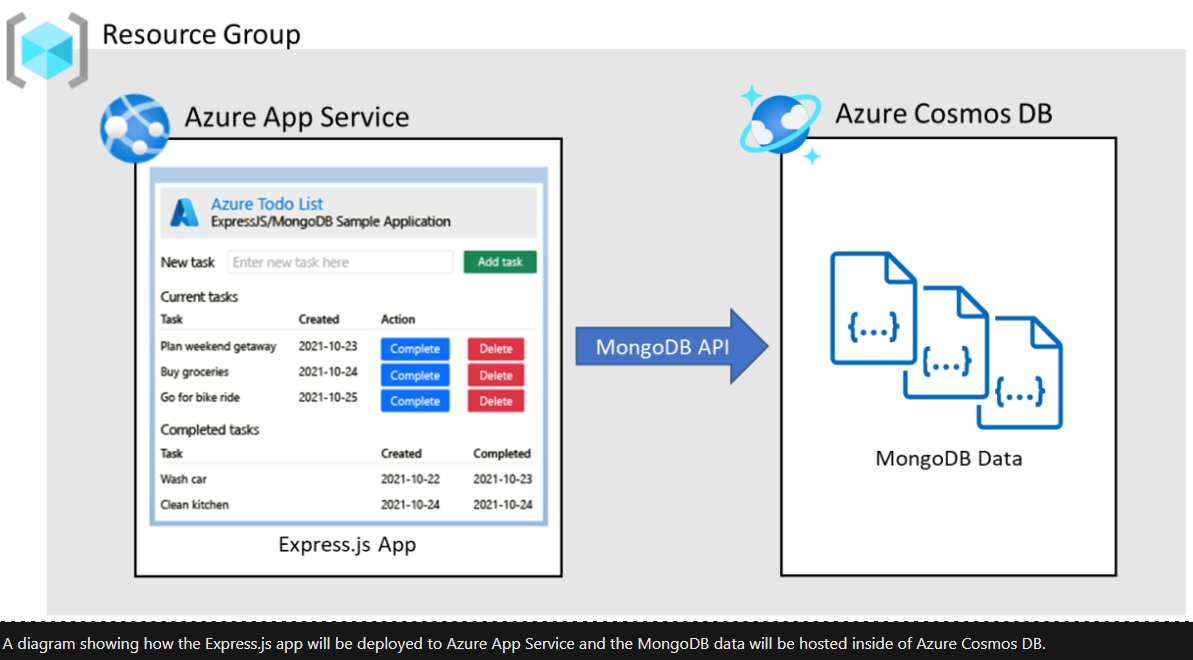 Resource Group
Azure App Service
Azure Todo List
ExpressJS/MongoDB Sample Application
New task Enter new task here Add task
Current tasks
Task Created Action
Plan weekend getaway 2021-10-23 Complete Delete
Buy groceries 2021-10-24 Complete Delete
Go for bike ride 2021-10-25 Complete Delete
Completed tasks
Task Created Completed
Wash car 2021-10-22 2021-10-23
Clean kitchen 2021-10-24 2021-10-24
Express.js App
MongoDB API
Azure Cosmos DB
{...}
{...}
{...}
MongoDB Data
A diagram showing how the Express.js app will be deployed to Azure App Service and the MongoDB data will be hosted inside of Azure Cosmos DB.